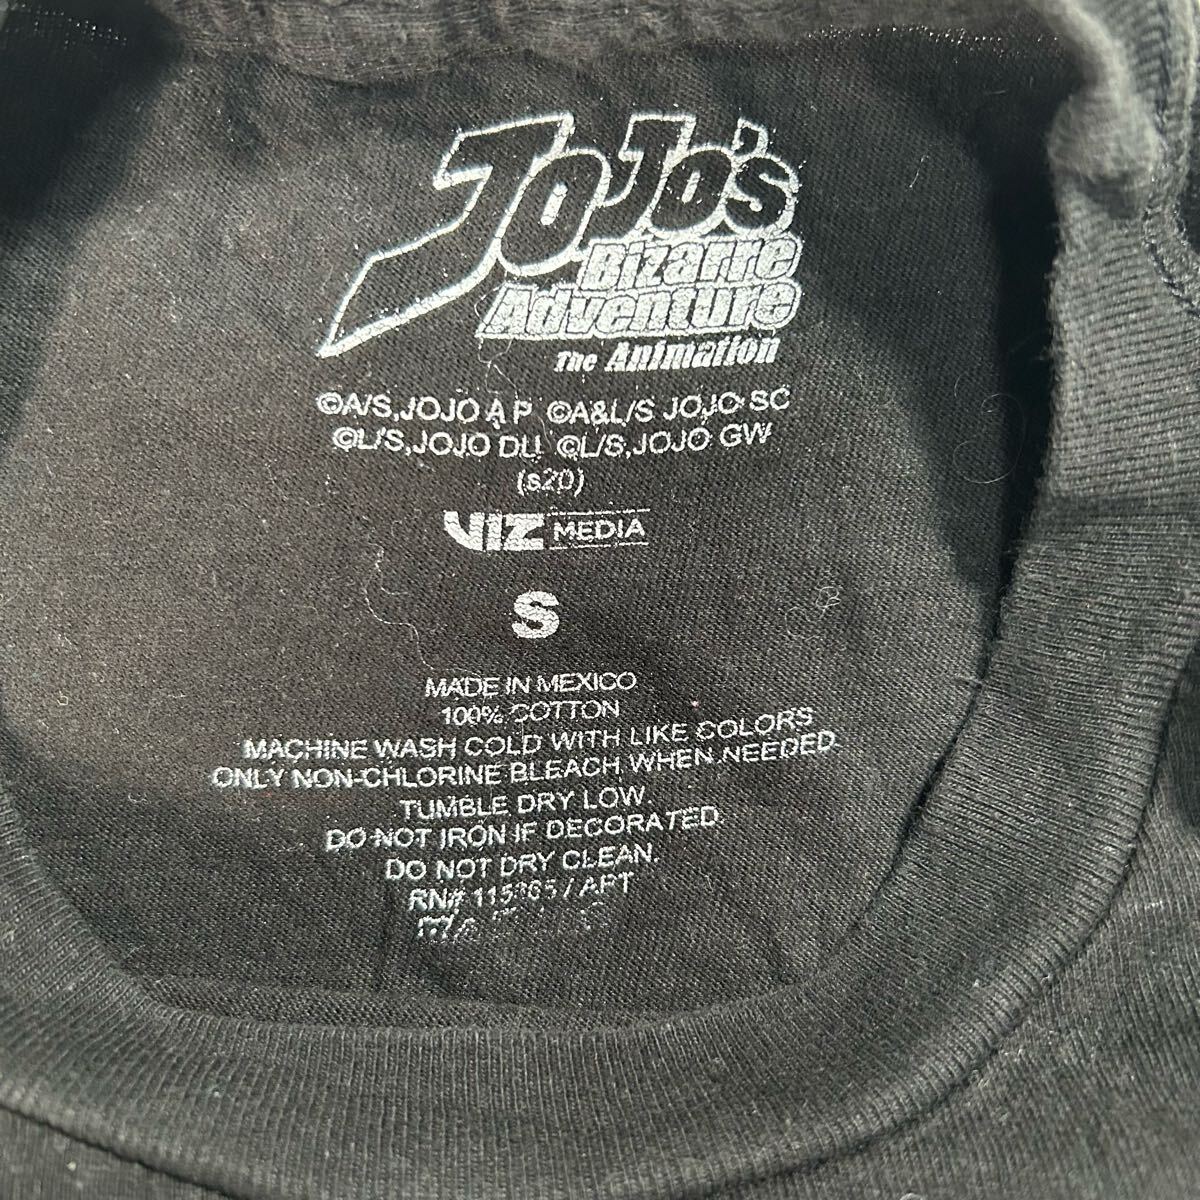 JoJo's
Bizarre
Adventure
The Animation
©A/S,JOJO A P ©A&L/S JOJO SC
©L/S,JOJO DU ©L/S,JOJO GW
(s20)
VIZ MEDIA
S
MADE IN MEXICO
100% COTTON
MACHINE WASH COLD WITH LIKE COLORS
ONLY NON-CHLORINE BLEACH WHEN NEEDED.
TUMBLE DRY LOW.
DO NOT IRON IF DECORATED.
DO NOT DRY CLEAN.
RN# / APT